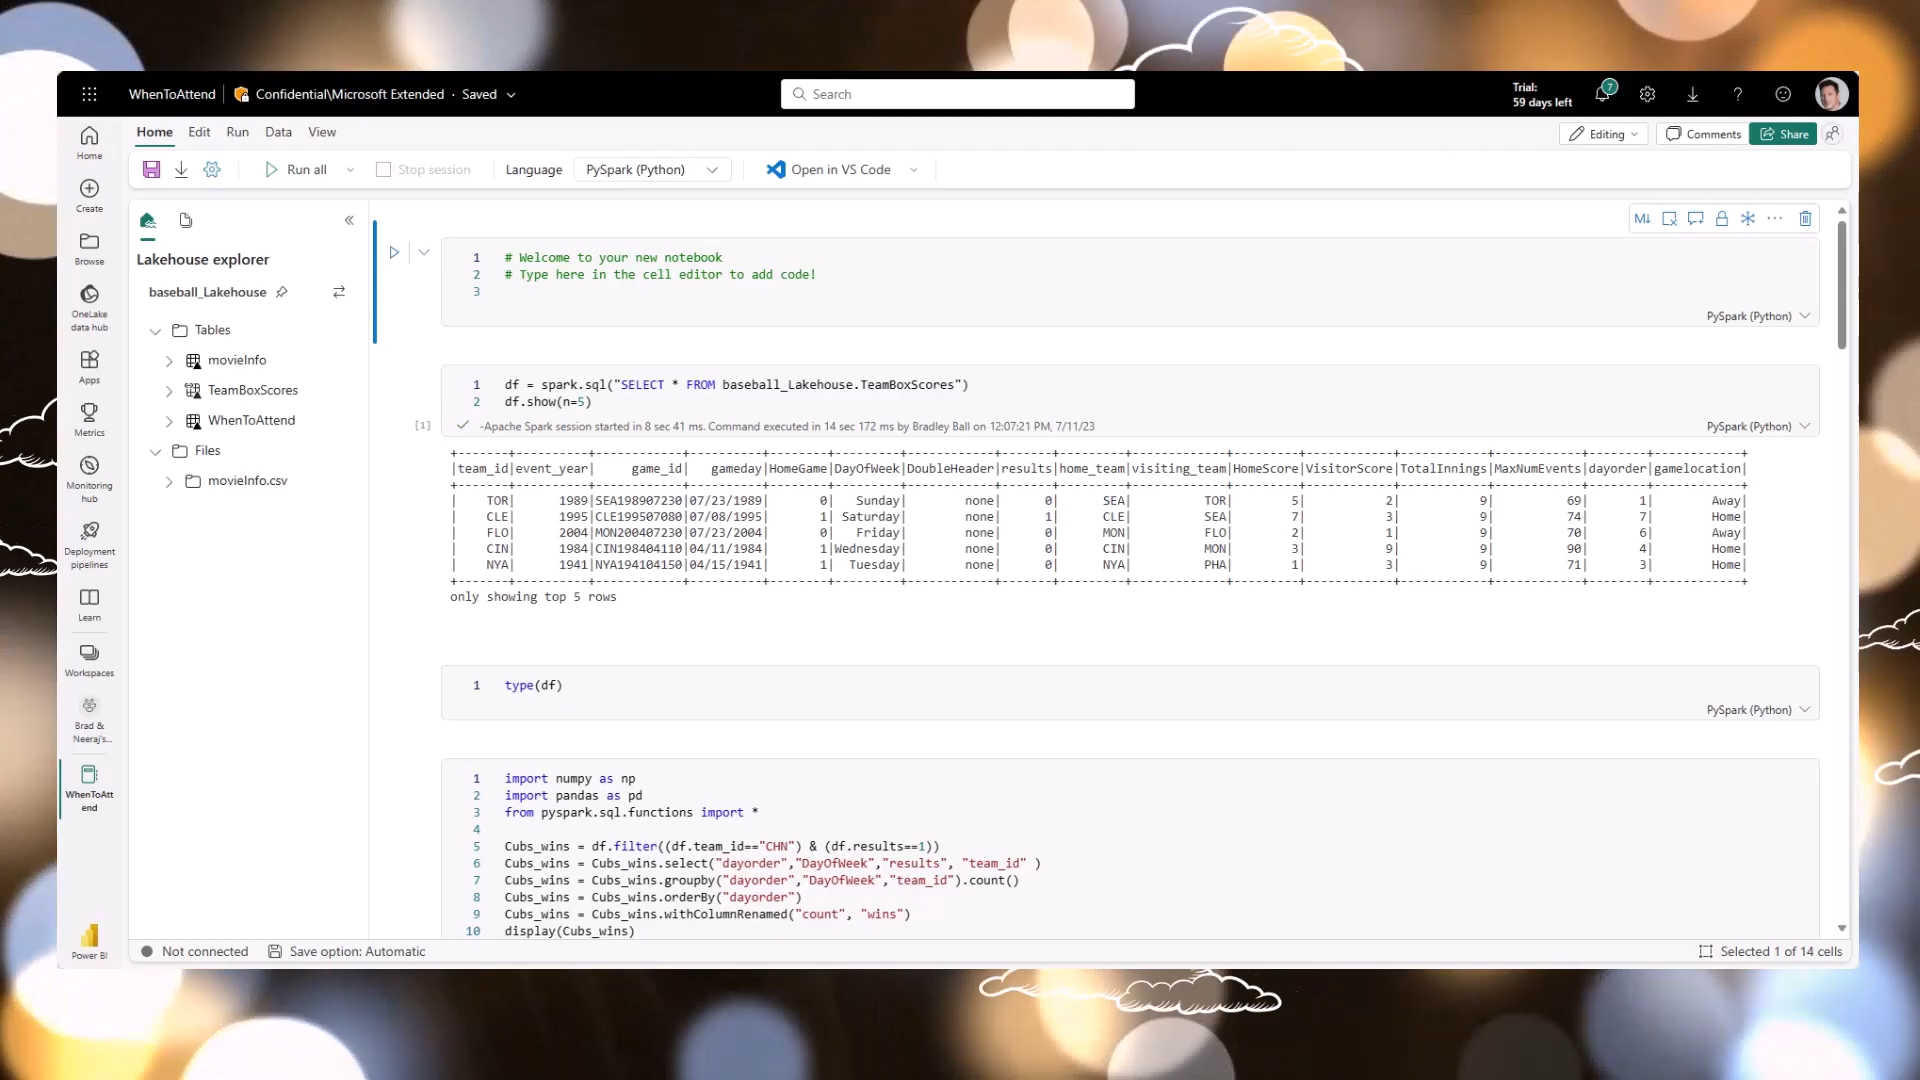 WhenToAttend
Confidential\Microsoft Extended · Saved
Search
Trial:
59 days left
7
Home
Edit
Run
Data
View
Editing
Comments
Share
Run all
Stop session
Language
PySpark (Python)
Open in VS Code
Home
Create
Browse
OneLake
data hub
Apps
Metrics
Monitoring
hub
Deployment
pipelines
Learn
Workspaces
Brad &
Neeraj's...
WhenToAtt
end
Power BI
Lakehouse explorer
baseball_Lakehouse
Tables
movieInfo
TeamBoxScores
WhenToAttend
Files
movieInfo.csv
M↓
1 # Welcome to your new notebook
2 # Type here in the cell editor to add code!
3
PySpark (Python)
1 df = spark.sql("SELECT * FROM baseball_Lakehouse.TeamBoxScores")
2 df.show(n=5)
[1] -Apache Spark session started in 8 sec 41 ms. Command executed in 14 sec 172 ms by Bradley Ball on 12:07:21 PM, 7/11/23
PySpark (Python)
+-------+----------+------------+----------+--------+---------+------------+-------+---------+-------------+---------+------------+------------+------------+--------+------------+
|team_id|event_year|     game_id|   gameday|HomeGame|DayOfWeek|DoubleHeader|results|home_team|visiting_team|HomeScore|VisitorScore|TotalInnings|MaxNumEvents|dayorder|gamelocation|
+-------+----------+------------+----------+--------+---------+------------+-------+---------+-------------+---------+------------+------------+------------+--------+------------+
|    TOR|      1989|SEA198907230|07/23/1989|       0|   Sunday|        none|      0|      SEA|          TOR|        5|           2|           9|          69|       1|        Away|
|    CLE|      1995|CLE199507080|07/08/1995|       1| Saturday|        none|      1|      CLE|          SEA|        7|           3|           9|          74|       7|        Home|
|    FLO|      2004|MON200407230|07/23/2004|       0|   Friday|        none|      0|      MON|          FLO|        2|           1|           9|          70|       6|        Away|
|    CIN|      1984|CIN198404110|04/11/1984|       1|Wednesday|        none|      0|      CIN|          MON|        3|           9|           9|          90|       4|        Home|
|    NYA|      1941|NYA194104150|04/15/1941|       1|  Tuesday|        none|      0|      NYA|          PHA|        1|           3|           9|          71|       3|        Home|
+-------+----------+------------+----------+--------+---------+------------+-------+---------+-------------+---------+------------+------------+------------+--------+------------+
only showing top 5 rows
1 type(df)
PySpark (Python)
1 import numpy as np
2 import pandas as pd
3 from pyspark.sql.functions import *
4
5 Cubs_wins = df.filter((df.team_id=="CHN") & (df.results==1))
6 Cubs_wins = Cubs_wins.select("dayorder","DayOfWeek","results", "team_id" )
7 Cubs_wins = Cubs_wins.groupby("dayorder","DayOfWeek","team_id").count()
8 Cubs_wins = Cubs_wins.orderBy("dayorder")
9 Cubs_wins = Cubs_wins.withColumnRenamed("count", "wins")
10 display(Cubs_wins)
Not connected
Save option: Automatic
Selected 1 of 14 cells